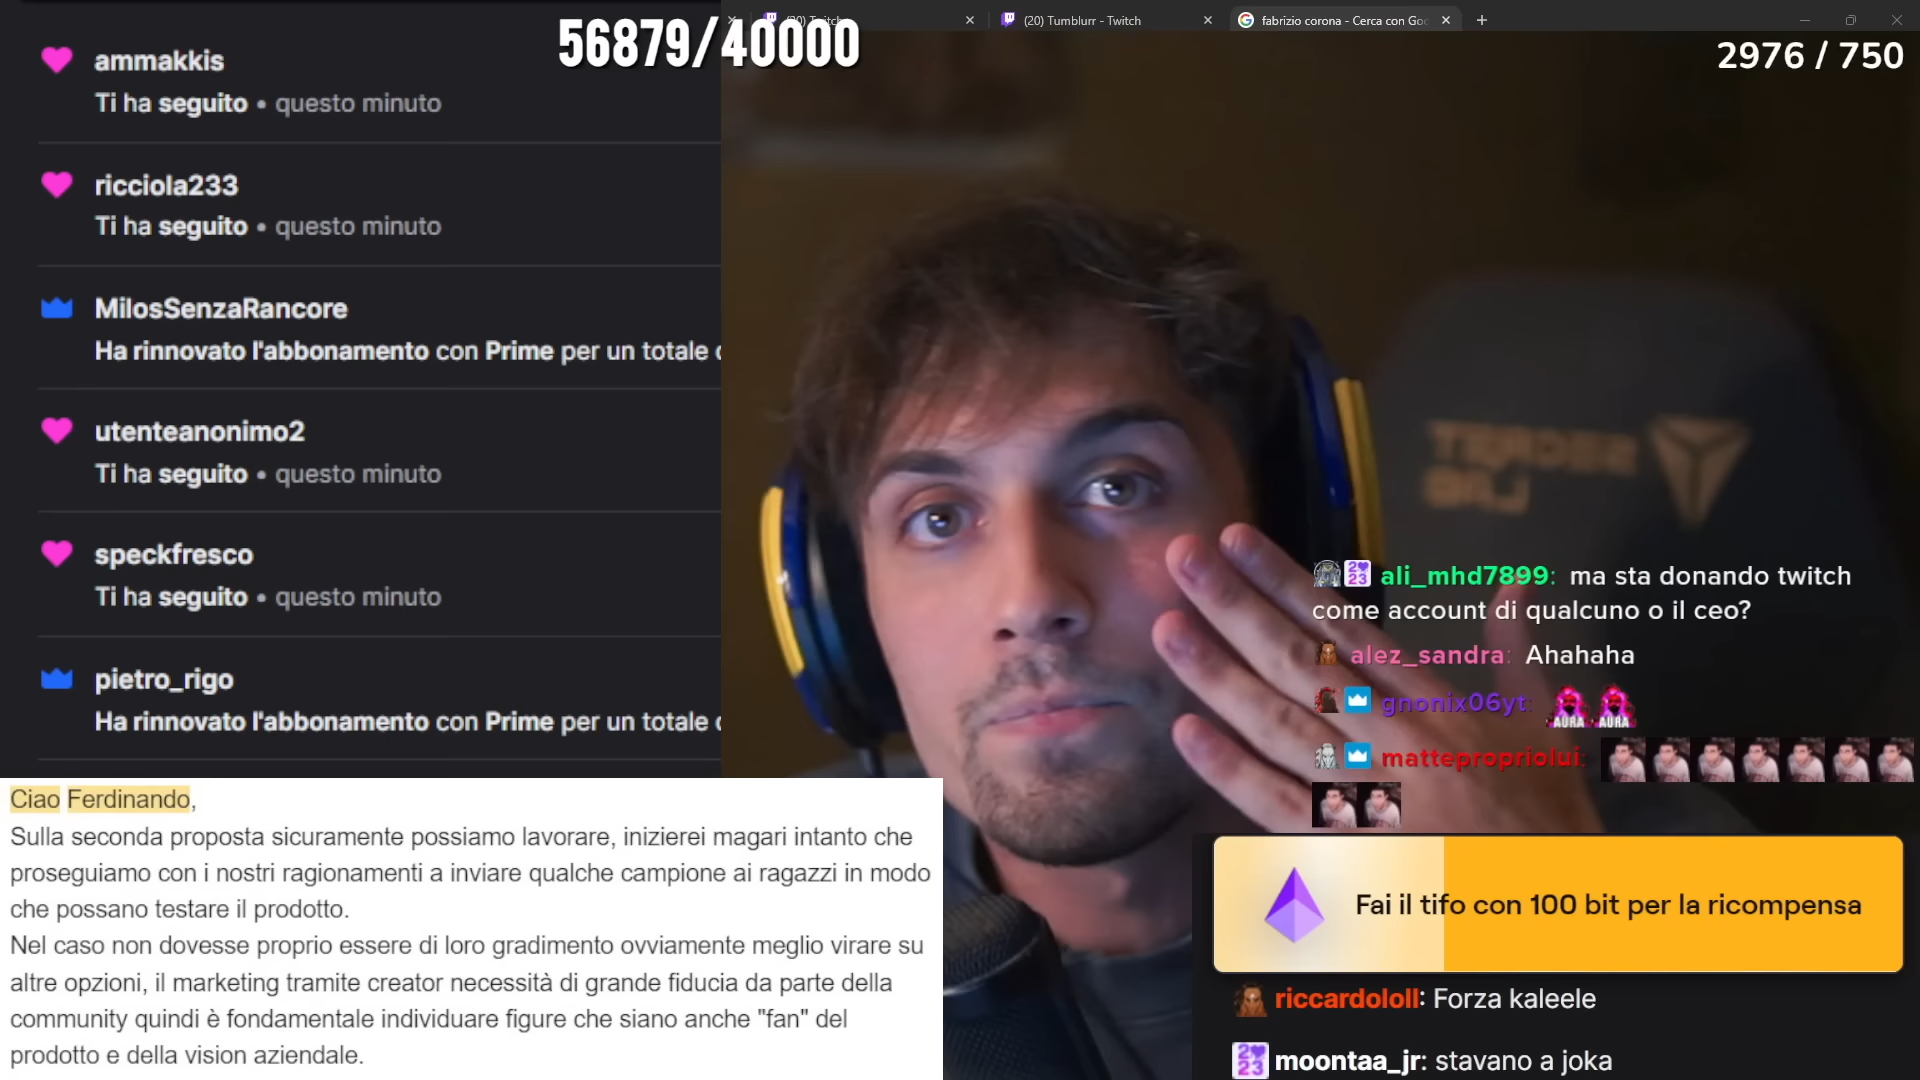 (20) Tumblurr - Twitch
fabrizio corona - Cerca con Goo
56879/40000
2976 / 750
ammakkis
Ti ha seguito • questo minuto
ricciola233
Ti ha seguito • questo minuto
MilosSenzaRancore
Ha rinnovato l'abbonamento con Prime per un totale
utenteanonimo2
Ti ha seguito • questo minuto
speckfresco
Ti ha seguito • questo minuto
pietro_rigo
Ha rinnovato l'abbonamento con Prime per un totale
SECRET
LAB
ali_mhd7899: ma sta donando twitch
come account di qualcuno o il ceo?
alez_sandra: Ahahaha
gnonix06yt: AURA AURA
mattepropriolui:
Fai il tifo con 100 bit per la ricompensa
riccardololl: Forza kaleele
moontaa_jr: stavano a joka
Ciao Ferdinando,
Sulla seconda proposta sicuramente possiamo lavorare, inizierei magari intanto che
proseguiamo con i nostri ragionamenti a inviare qualche campione ai ragazzi in modo
che possano testare il prodotto.
Nel caso non dovesse proprio essere di loro gradimento ovviamente meglio virare su
altre opzioni, il marketing tramite creator necessità di grande fiducia da parte della
community quindi è fondamentale individuare figure che siano anche "fan" del
prodotto e della vision aziendale.